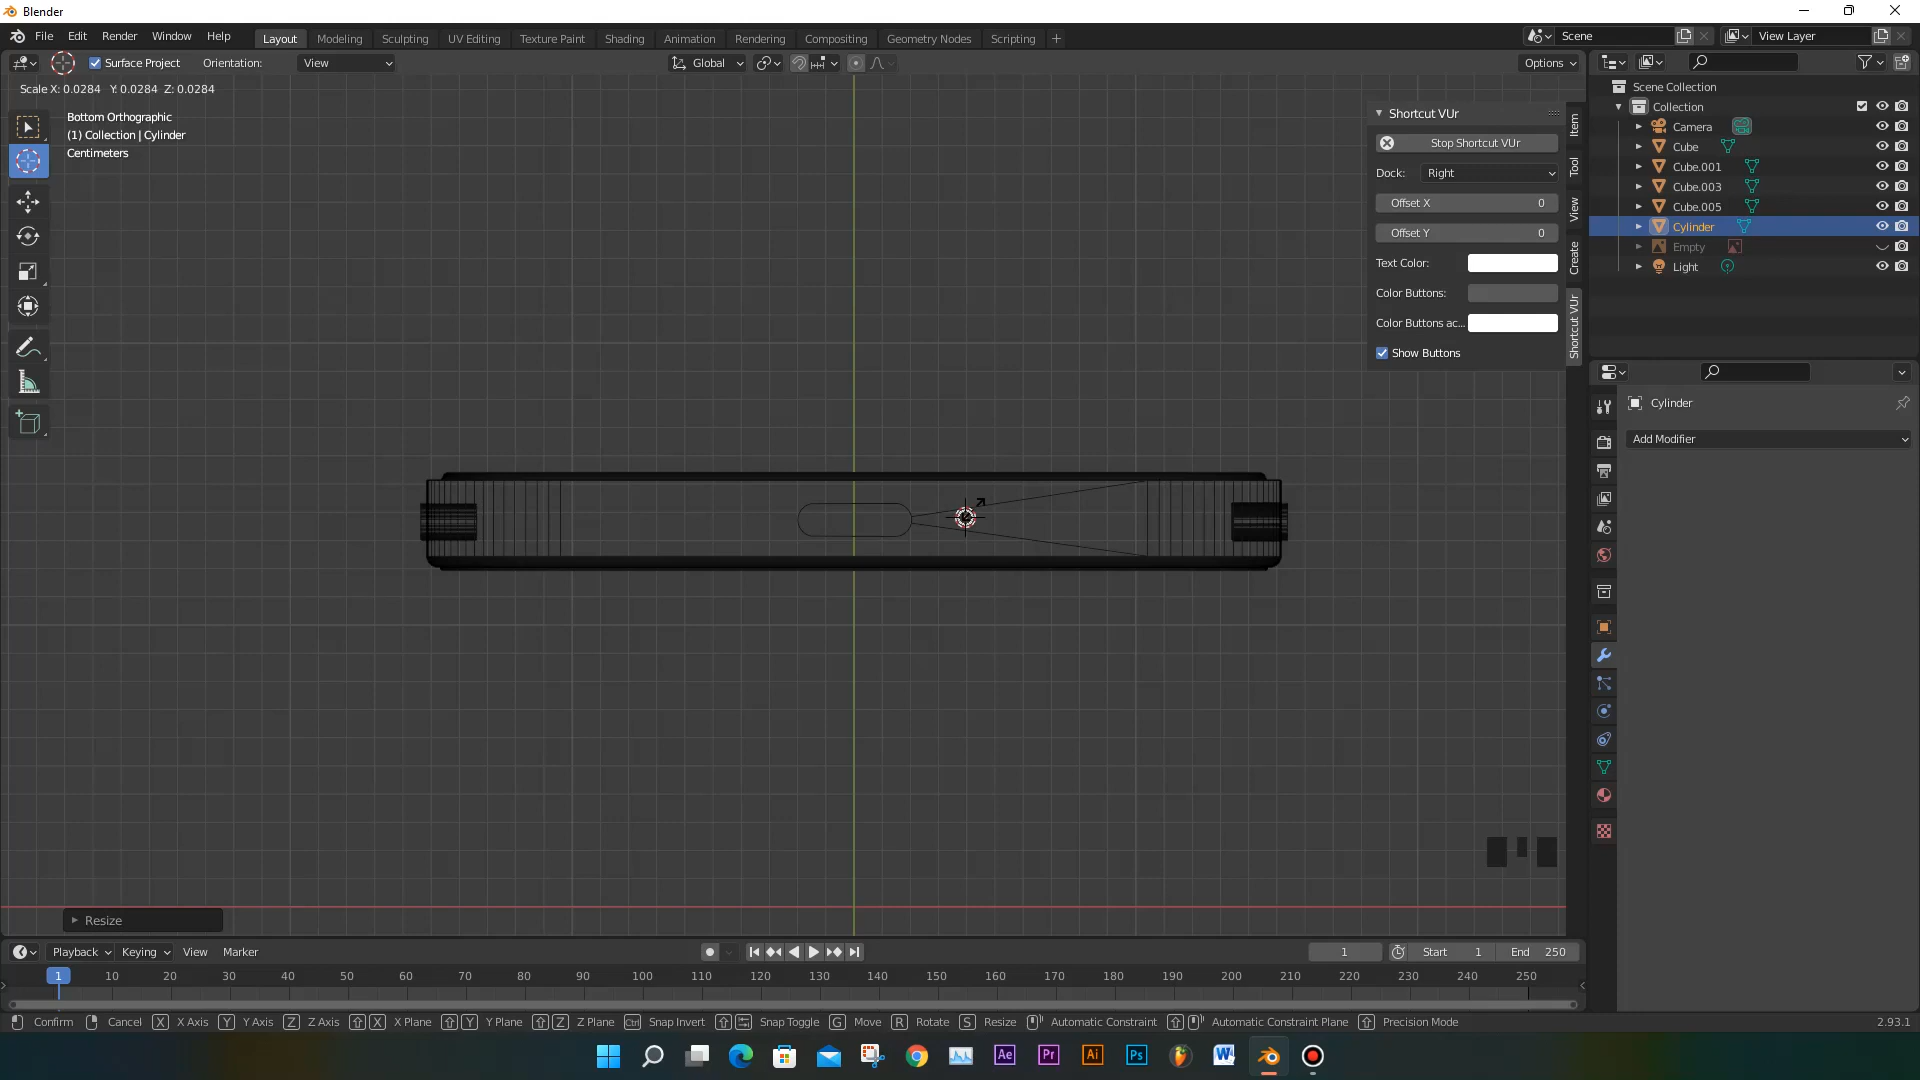 Blender
File Edit Render Window Help
Layout Modeling Sculpting UV Editing Texture Paint Shading Animation Rendering Compositing Geometry Nodes Scripting +
Scene
View Layer
Surface Project Orientation: View
Global
Options
Scale X: 0.0284 Y: 0.0284 Z: 0.0284
Bottom Orthographic
(1) Collection | Cylinder
Centimeters
Shortcut VUr
Stop Shortcut VUr
Dock: Right
Offset X 0
Offset Y 0
Text Color:
Color Buttons:
Color Buttons ac...
Show Buttons
Item
Tool
View
Create
Shortcut VUr
Scene Collection
Collection
Camera
Cube
Cube.001
Cube.003
Cube.005
Cylinder
Empty
Light
Cylinder
Add Modifier
Resize
Playback Keying View Marker
1 Start 1 End 250
1 10 20 30 40 50 60 70 80 90 100 110 120 130 140 150 160 170 180 190 200 210 220 230 240 250
Confirm Cancel X X Axis Y Y Axis Z Z Axis X X Plane Y Y Plane Z Z Plane Ctrl Snap Invert Snap Toggle G Move R Rotate S Resize Automatic Constraint Automatic Constraint Plane Precision Mode 2.93.1
Ae Pr Ai Ps W